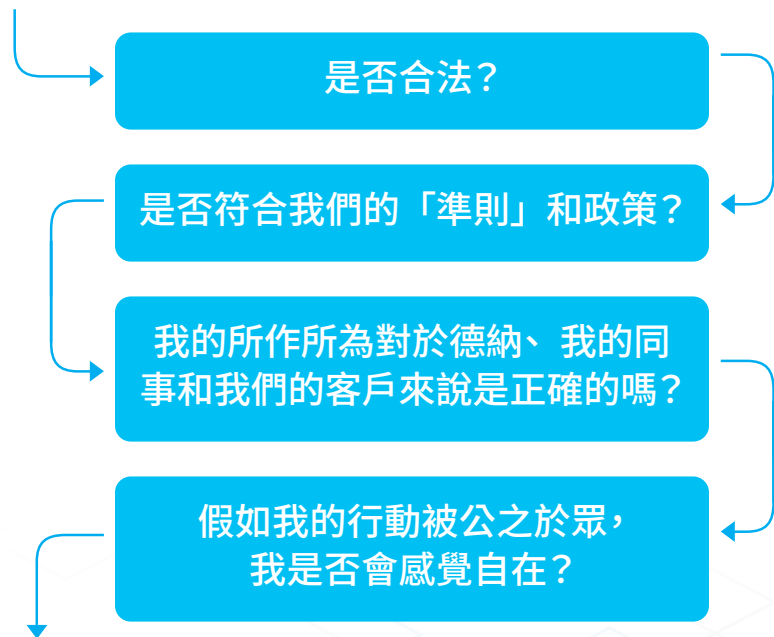 是否合法？
是否符合我們的「準則」和政策？
我的所作所為對於德納、 我的同
事和我們的客戶來說是正確的嗎？
假如我的行動被公之於眾，
我是否會感覺自在？